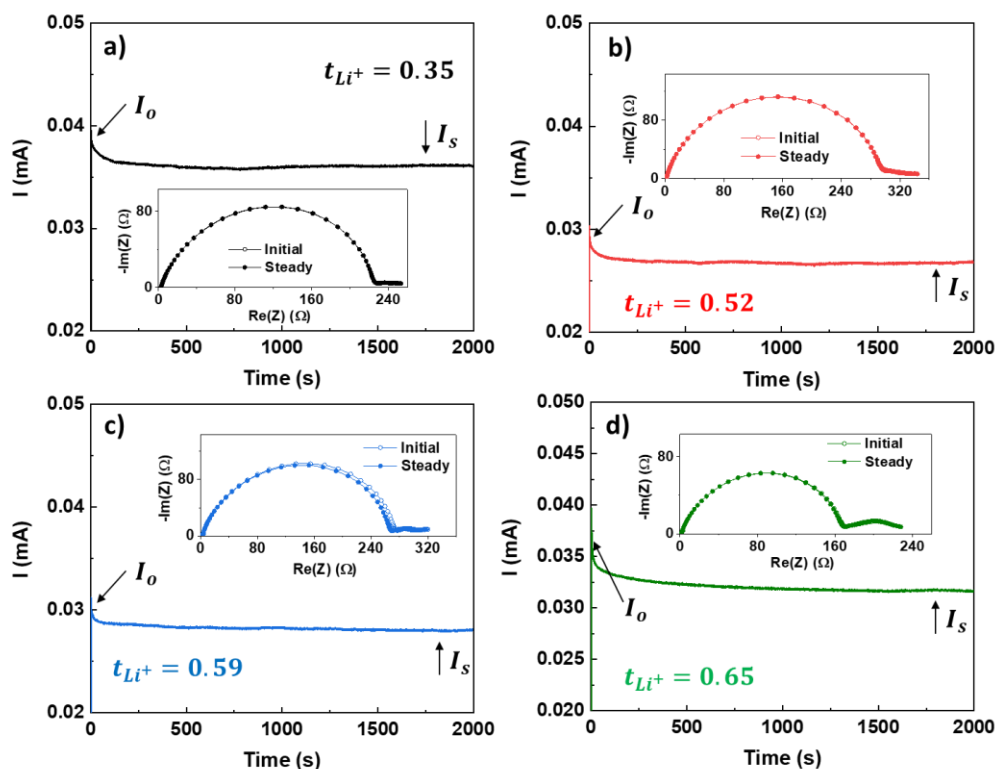 a)
t_{Li⁺} = 0.35
I_o
I_s
I (mA)
0.05
0.04
0.03
0.02
0 500 1000 1500 2000
Time (s)
-Im(Z) (Ω)
80
0
Initial
Steady
0 80 160 240
Re(Z) (Ω)
b)
t_{Li⁺} = 0.52
I_o
I_s
I (mA)
0.05
0.04
0.03
0.02
0 500 1000 1500 2000
Time (s)
-Im(Z) (Ω)
80
0
Initial
Steady
0 80 160 240 320
Re(Z) (Ω)
c)
t_{Li⁺} = 0.59
I_o
I_s
I (mA)
0.05
0.04
0.03
0.02
0 500 1000 1500 2000
Time (s)
-Im(Z) (Ω)
80
0
Initial
Steady
0 80 160 240 320
Re(Z) (Ω)
d)
t_{Li⁺} = 0.65
I_o
I_s
I (mA)
0.050
0.045
0.040
0.035
0.030
0.025
0.020
0 500 1000 1500 2000
Time (s)
-Im(Z) (Ω)
80
0
Initial
Steady
0 80 160 240
Re(Z) (Ω)